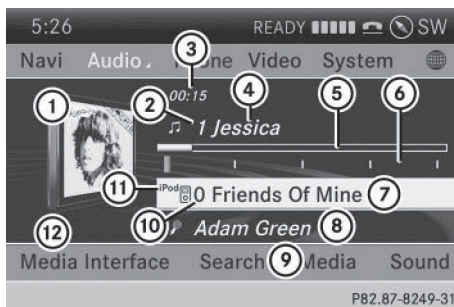 5:26 READY SW
Navi Audio Phone Video System
3
00:15
1 2 4 5 6
1 Jessica
11 iPod 0 Friends Of Mine 7
10
12 Adam Green 8
Media Interface Search 9 Media Sound
P82.87-8249-31